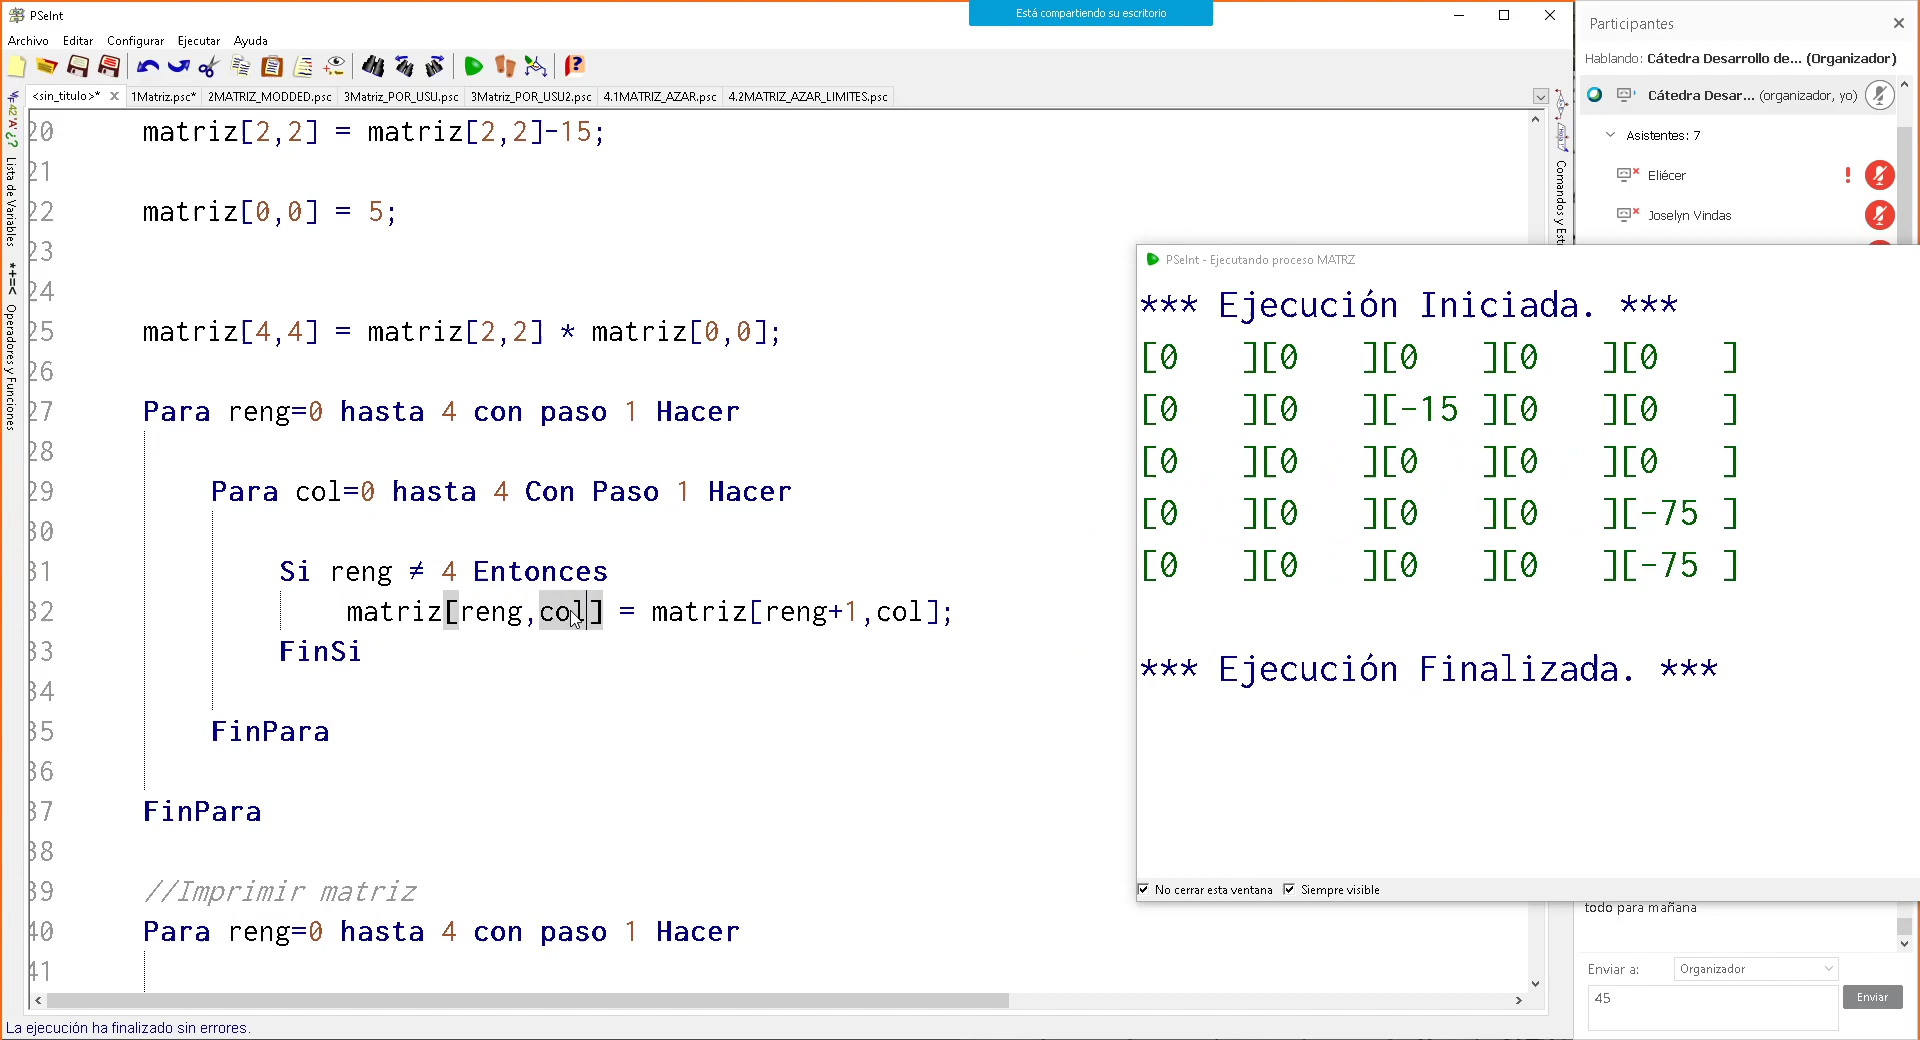 PSeInt
Está compartiendo su escritorio
Archivo Editar Configurar Ejecutar Ayuda
<sin_titulo>* 1Matriz.psc* 2MATRIZ_MODDED.psc 3Matriz_POR_USU.psc 3Matriz_POR_USU2.psc 4.1MATRIZ_AZAR.psc 4.2MATRIZ_AZAR_LIMITES.psc
Lista de Variables
*+=< Operadores y Funciones
20 matriz[2,2] = matriz[2,2]-15;
21
22 matriz[0,0] = 5;
23
24
25 matriz[4,4] = matriz[2,2] * matriz[0,0];
26
27 Para reng=0 hasta 4 con paso 1 Hacer
28
29 Para col=0 hasta 4 Con Paso 1 Hacer
30
31 Si reng ≠ 4 Entonces
32 matriz[reng,col] = matriz[reng+1,col];
33 FinSi
34
35 FinPara
36
37 FinPara
38
39 //Imprimir matriz
40 Para reng=0 hasta 4 con paso 1 Hacer
41
La ejecución ha finalizado sin errores.
Comandos y Est
PSeInt - Ejecutando proceso MATRZ
*** Ejecución Iniciada. ***
[0 ][0 ][0 ][0 ][0 ]
[0 ][0 ][-15 ][0 ][0 ]
[0 ][0 ][0 ][0 ][0 ]
[0 ][0 ][0 ][0 ][-75 ]
[0 ][0 ][0 ][0 ][-75 ]
*** Ejecución Finalizada. ***
No cerrar esta ventana Siempre visible
Participantes
Hablando: Cátedra Desarrollo de... (Organizador)
Cátedra Desar... (organizador, yo)
Asistentes: 7
Eliécer
Joselyn Vindas
todo para mañana
Enviar a: Organizador
45
Enviar